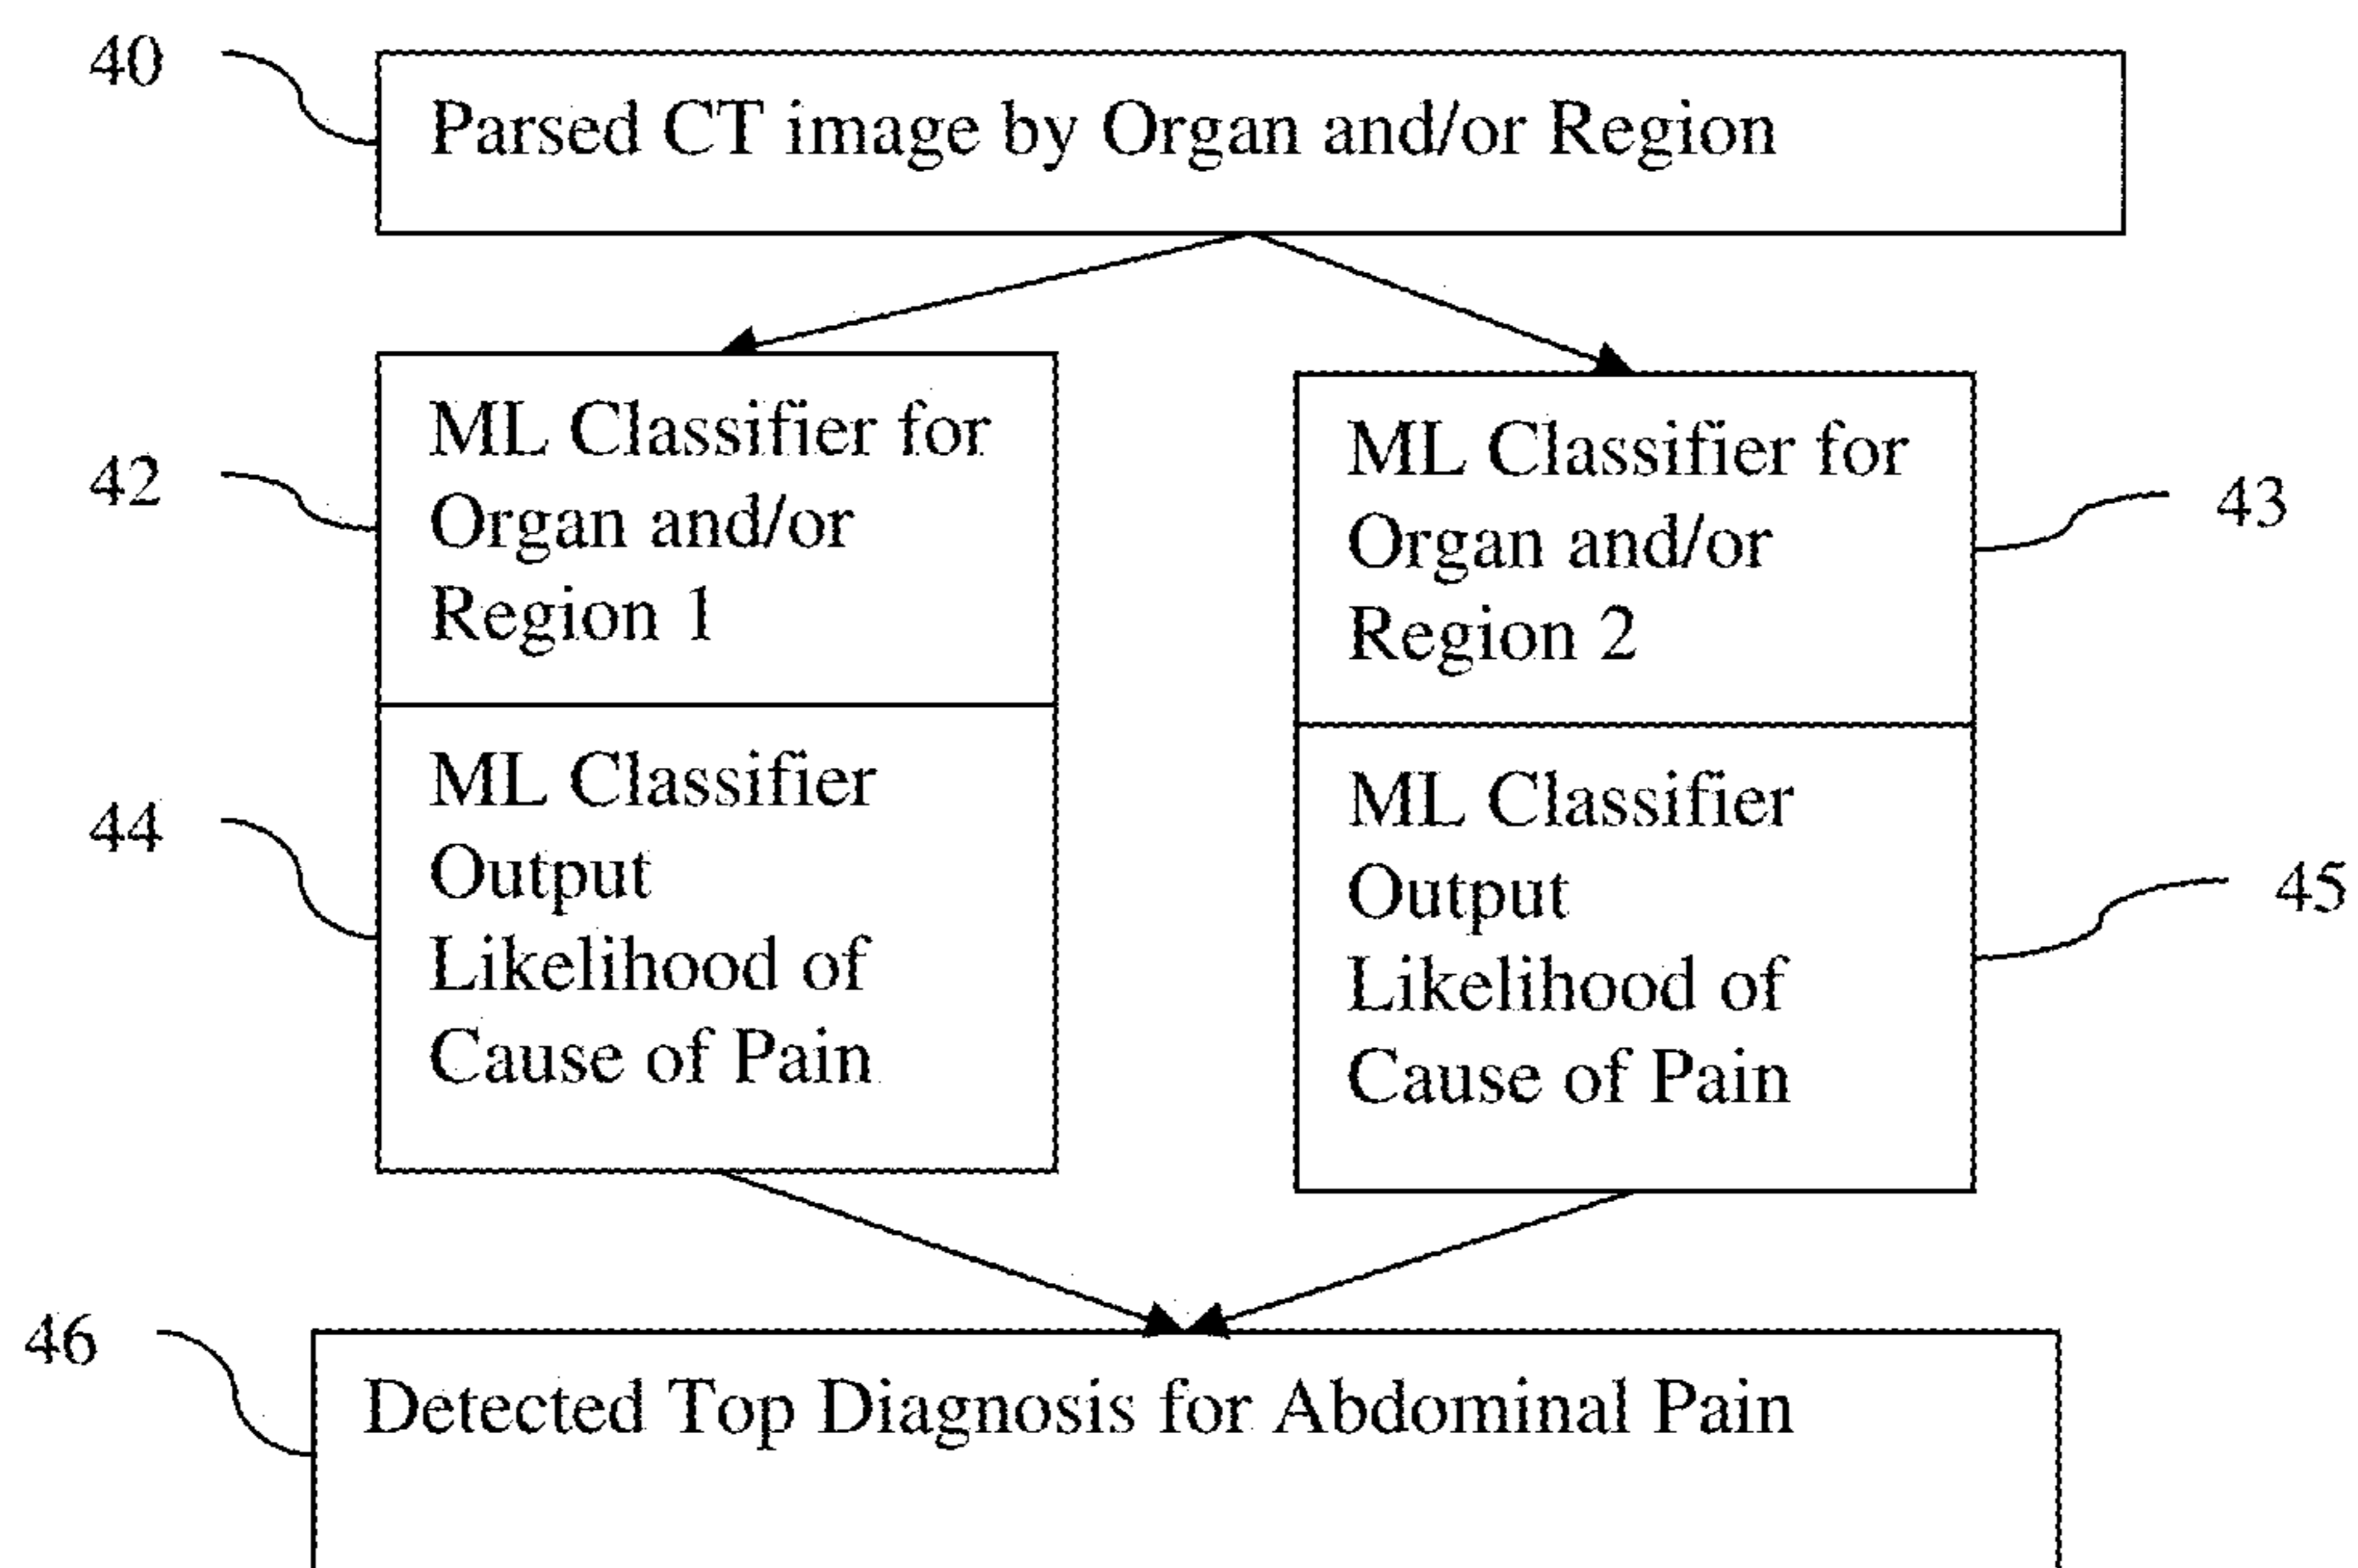 40
Parsed CT image by Organ and/or Region
42
ML Classifier for
Organ and/or
Region 1
ML Classifier for
Organ and/or
Region 2
43
44
ML Classifier
Output
Likelihood of
Cause of Pain
ML Classifier
Output
Likelihood of
Cause of Pain
45
46
Detected Top Diagnosis for Abdominal Pain